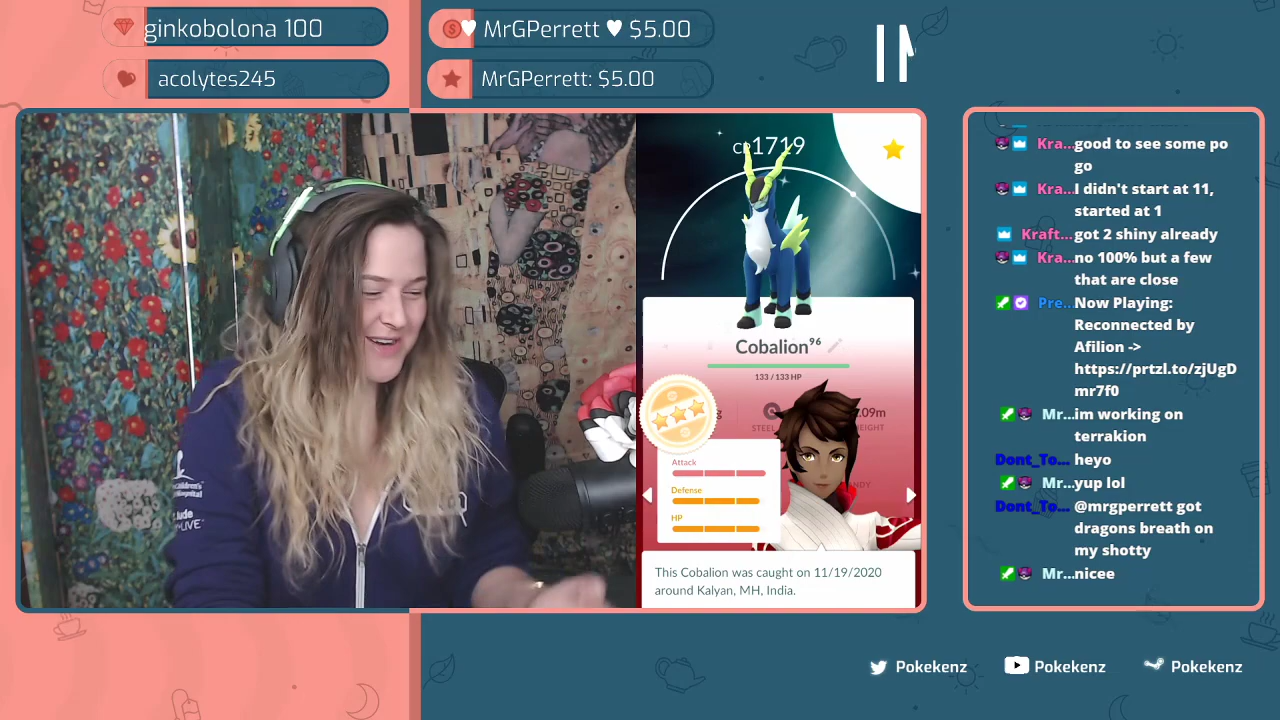 ginkobolona 100
♥ MrGPerrett ♥ $5.00
acolytes245
MrGPerrett: $5.00
CP1719
Cobalion96
133 / 133 HP
STEEL
.09m
HEIGHT
Attack
Defense
HP
This Cobalion was caught on 11/19/2020
around Kalyan, MH, India.
Kra...good to see some po
go
Kra...I didn't start at 11,
started at 1
Kraft...got 2 shiny already
Kra...no 100% but a few
that are close
Pre...Now Playing:
Reconnected by
Afilion ->
https://prtzl.to/zjUgD
mr7f0
Mr...im working on
terrakion
Dont_To...heyo
Mr...yup lol
Dont_To...@mrgperrett got
dragons breath on
my shotty
Mr...nicee
Pokekenz
Pokekenz
Pokekenz